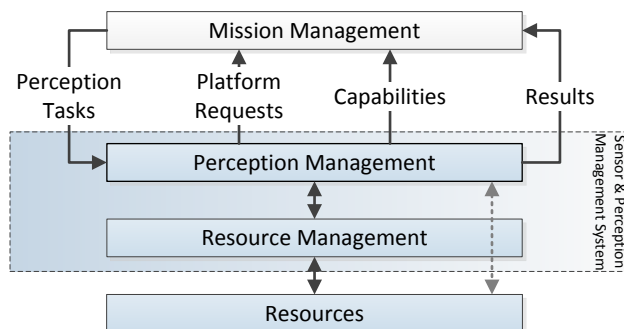 Mission Management
Perception
Tasks
Platform
Requests
Capabilities
Results
Perception Management
Resource Management
Resources
Sensor & Perception
Management System